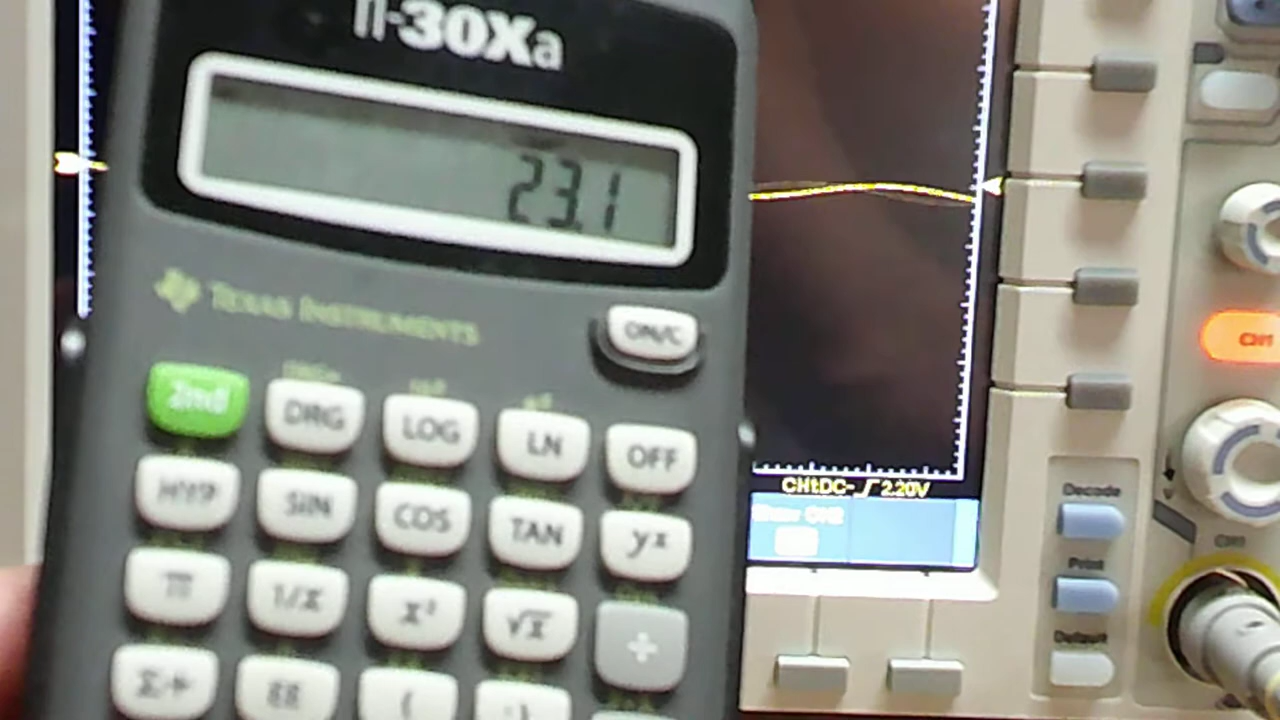 TI-30Xa
23.1
TEXAS INSTRUMENTS
ON/C
2nd
DRG
LOG
LN
OFF
HYP
SIN
COS
TAN
yˣ
π
1/x
x²
√x
÷
Σ+
EE
(
)
CH1
CH1DC-∫2.20V
Decode
Print
Default
CH1